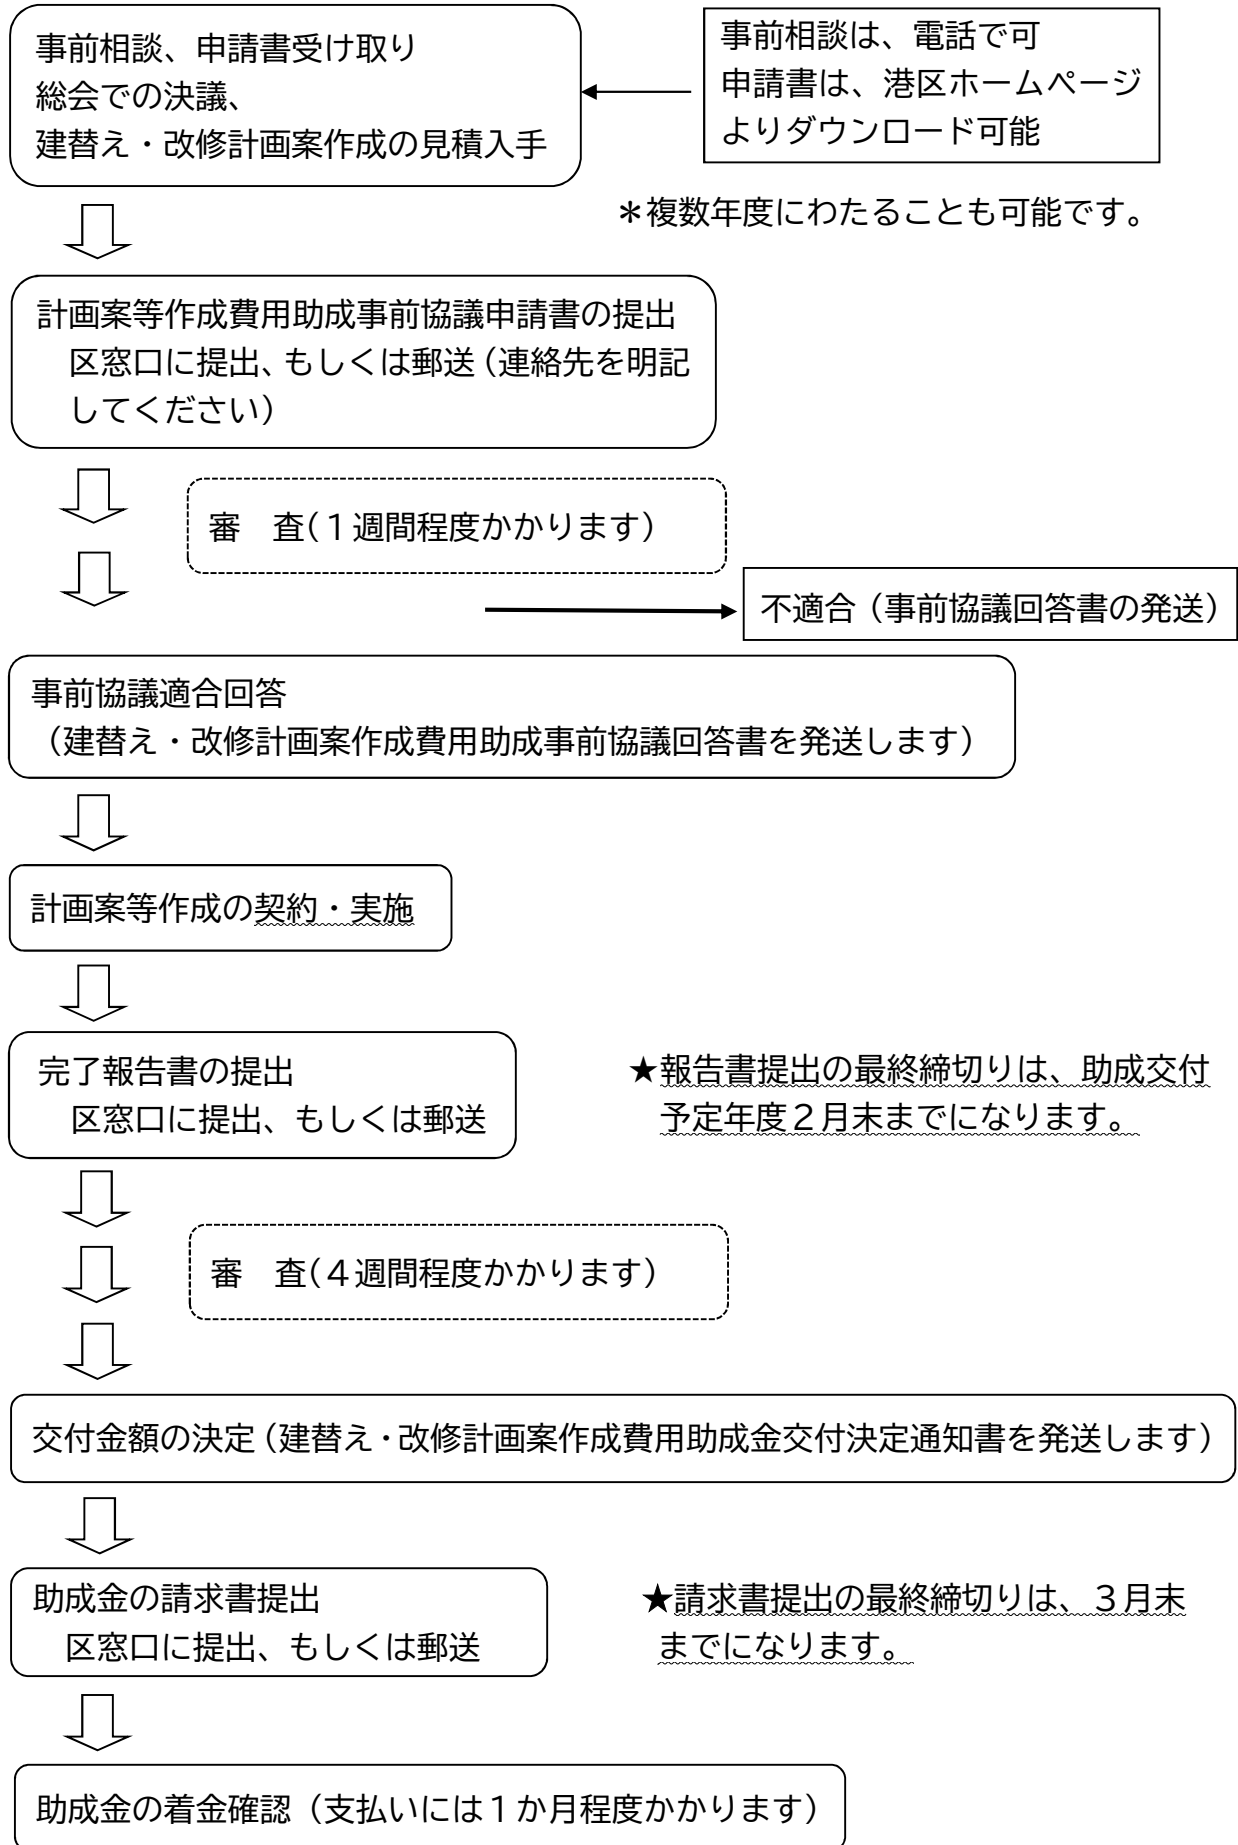 事前相談、申請書受け取り
総会での決議、
建替え・改修計画案作成の見積入手
事前相談は、電話で可
申請書は、港区ホームページ
よりダウンロード可能
＊複数年度にわたることも可能です。
計画案等作成費用助成事前協議申請書の提出
区窓口に提出、もしくは郵送（連絡先を明記
してください）
審　査（１週間程度かかります）
不適合（事前協議回答書の発送）
事前協議適合回答
（建替え・改修計画案作成費用助成事前協議回答書を発送します）
計画案等作成の契約・実施
完了報告書の提出
区窓口に提出、もしくは郵送
★報告書提出の最終締切りは、助成交付
予定年度２月末までになります。
審　査（４週間程度かかります）
交付金額の決定（建替え・改修計画案作成費用助成金交付決定通知書を発送します）
助成金の請求書提出
区窓口に提出、もしくは郵送
★請求書提出の最終締切りは、３月末
までになります。
助成金の着金確認（支払いには１か月程度かかります）